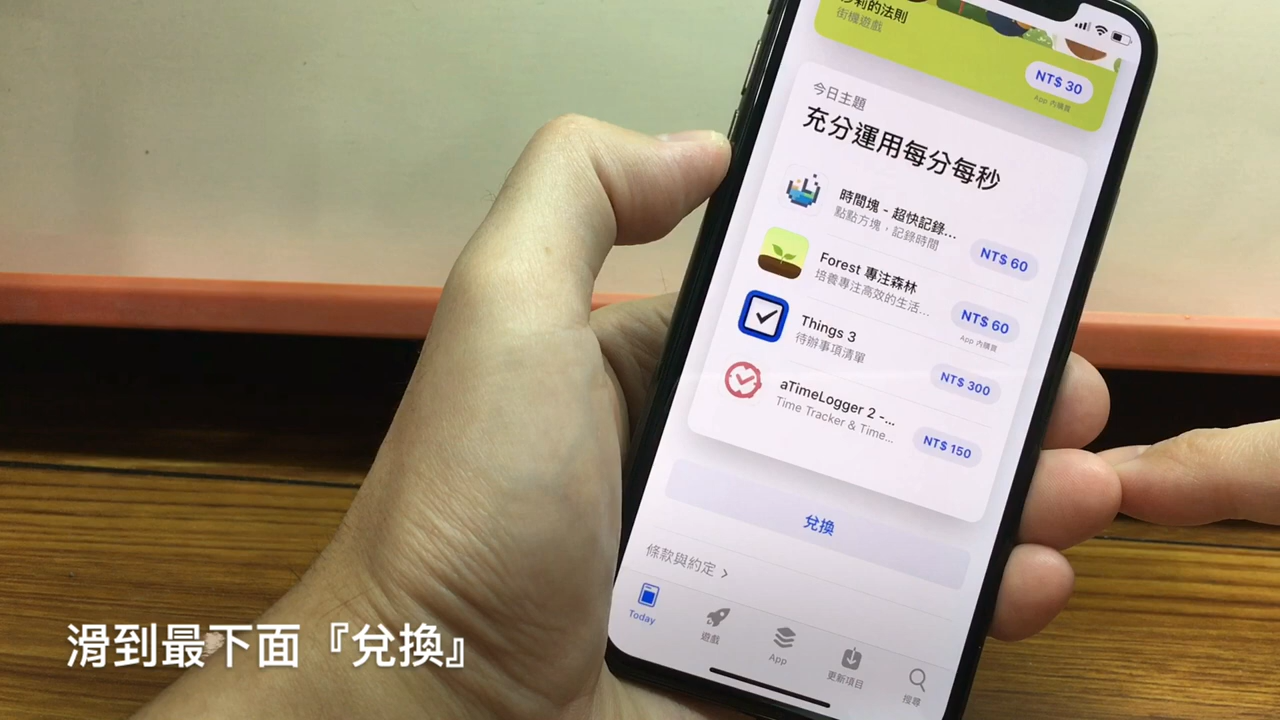 利的法則
街機遊戲
NT$ 30
App 內購買
今日主題
充分運用每分每秒
時間塊 - 超快記錄...
點點方塊，記錄時間
NT$ 60
Forest 專注森林
培養專注高效的生活...
NT$ 60
App 內購買
Things 3
待辦事項清單
NT$ 300
aTimeLogger 2 -...
Time Tracker & Time...
NT$ 150
兌換
條款與約定 >
Today
遊戲
App
更新項目
搜尋
滑到最下面『兌換』